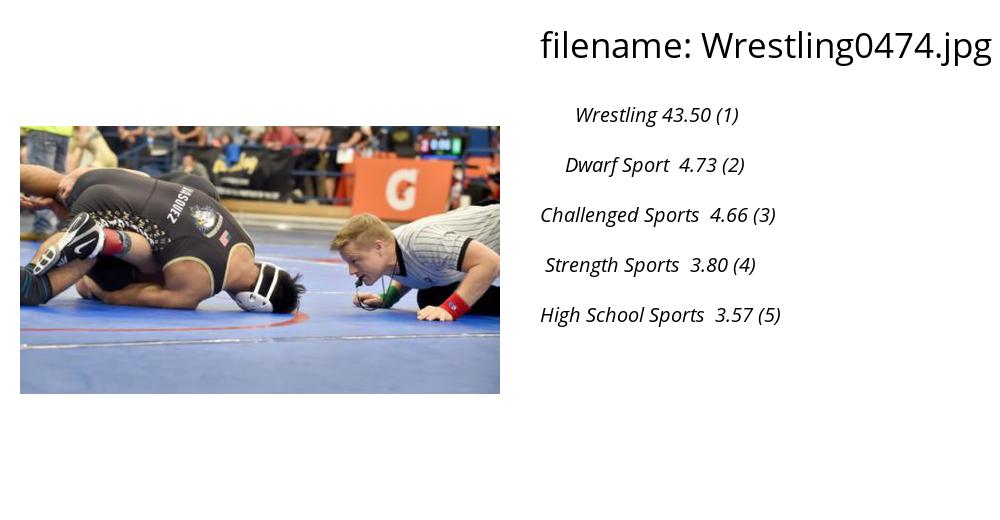 filename: Wrestling0474.jpg
Wrestling 43.50 (1)
Dwarf Sport 4.73 (2)
Challenged Sports 4.66 (3)
Strength Sports 3.80 (4)
High School Sports 3.57 (5)
VASQUEZ
G